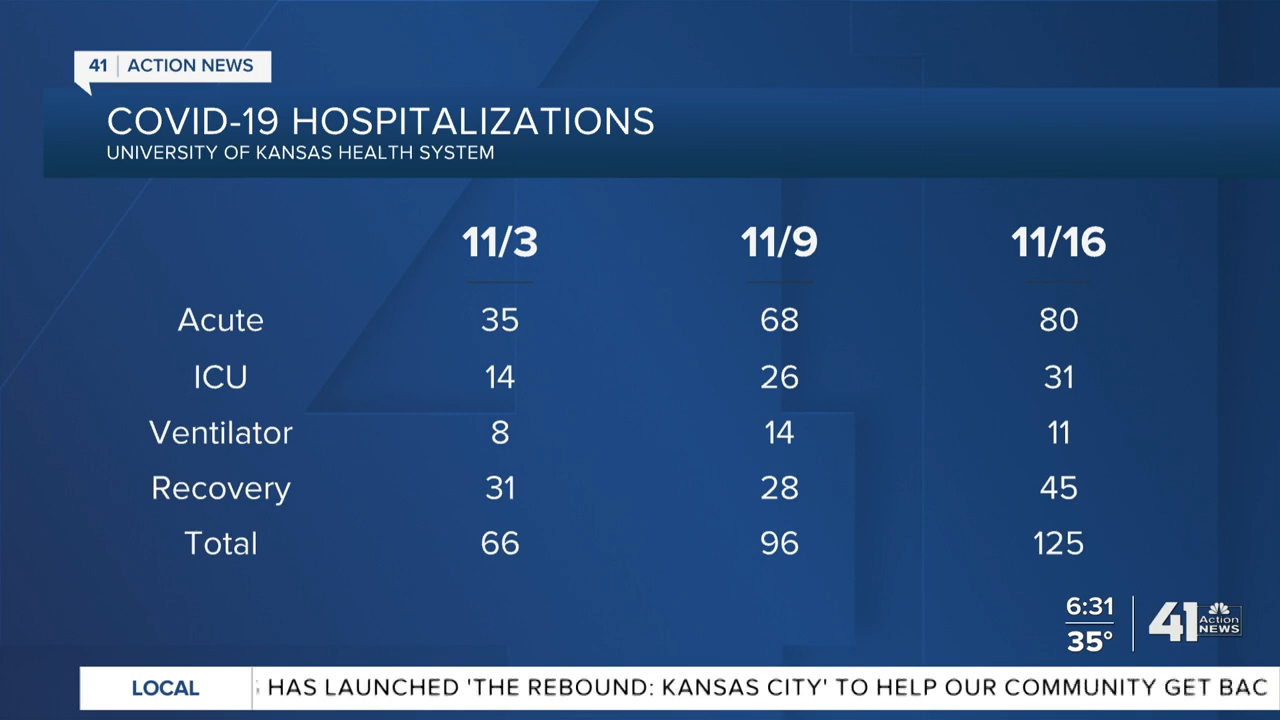 41 ACTION NEWS
COVID-19 HOSPITALIZATIONS
UNIVERSITY OF KANSAS HEALTH SYSTEM
11/3 11/9 11/16
Acute 35 68 80
ICU 14 26 31
Ventilator 8 14 11
Recovery 31 28 45
Total 66 96 125
6:31
35°
41 Action NEWS
LOCAL HAS LAUNCHED 'THE REBOUND: KANSAS CITY' TO HELP OUR COMMUNITY GET BAC